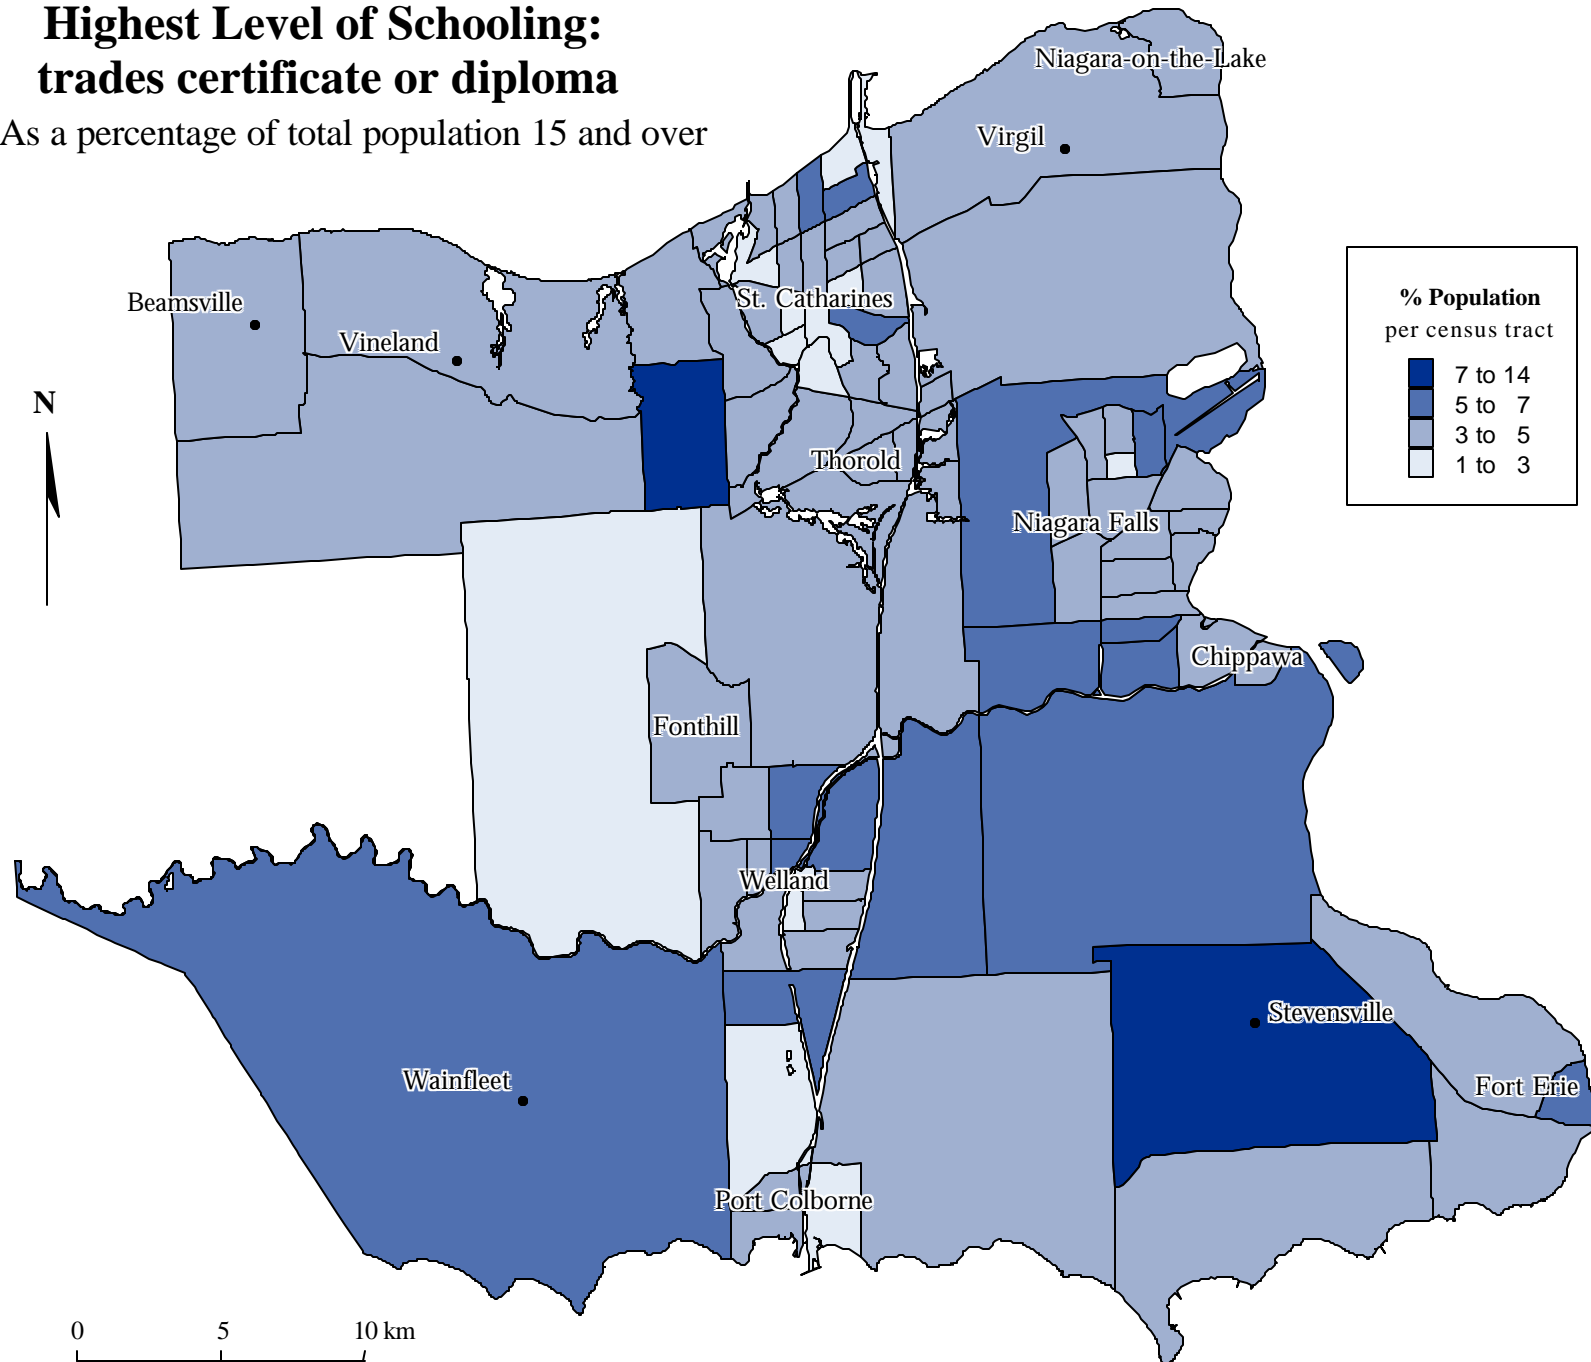 Highest Level of Schooling:
trades certificate or diploma
As a percentage of total population 15 and over
Niagara-on-the-Lake
Virgil
Beamsville
Vineland
St. Catharines
% Population
per census tract
7 to 14
5 to 7
3 to 5
1 to 3
N
Thorold
Niagara Falls
Chippawa
Fonthill
Welland
Stevensville
Wainfleet
Fort Erie
Port Colborne
0 5 10 km